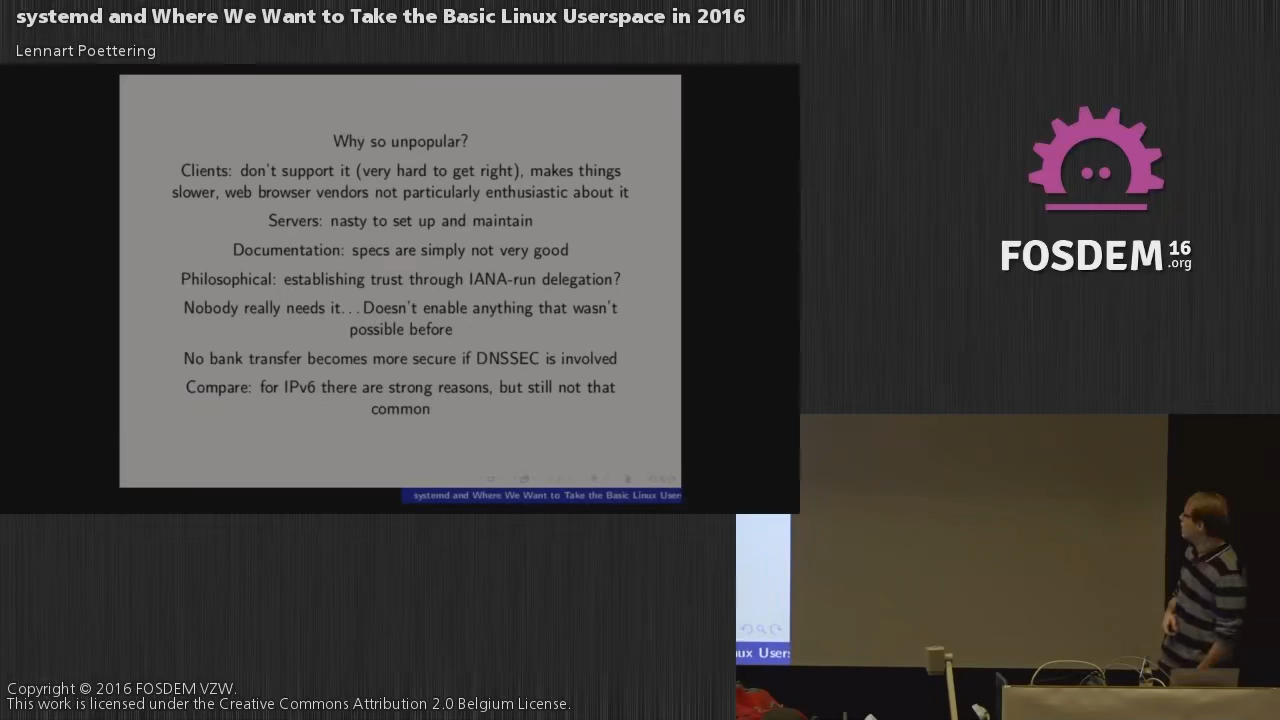 systemd and Where We Want to Take the Basic Linux Userspace in 2016
Lennart Poettering
Why so unpopular?
Clients: don't support it (very hard to get right), makes things
slower, web browser vendors not particularly enthusiastic about it
Servers: nasty to set up and maintain
Documentation: specs are simply not very good
Philosophical: establishing trust through IANA-run delegation?
Nobody really needs it...Doesn't enable anything that wasn't
possible before
No bank transfer becomes more secure if DNSSEC is involved
Compare: for IPv6 there are strong reasons, but still not that
common
systemd and Where We Want to Take the Basic Linux User
FOSDEM 16
.org
ux Users
Copyright © 2016 FOSDEM VZW.
This work is licensed under the Creative Commons Attribution 2.0 Belgium License.